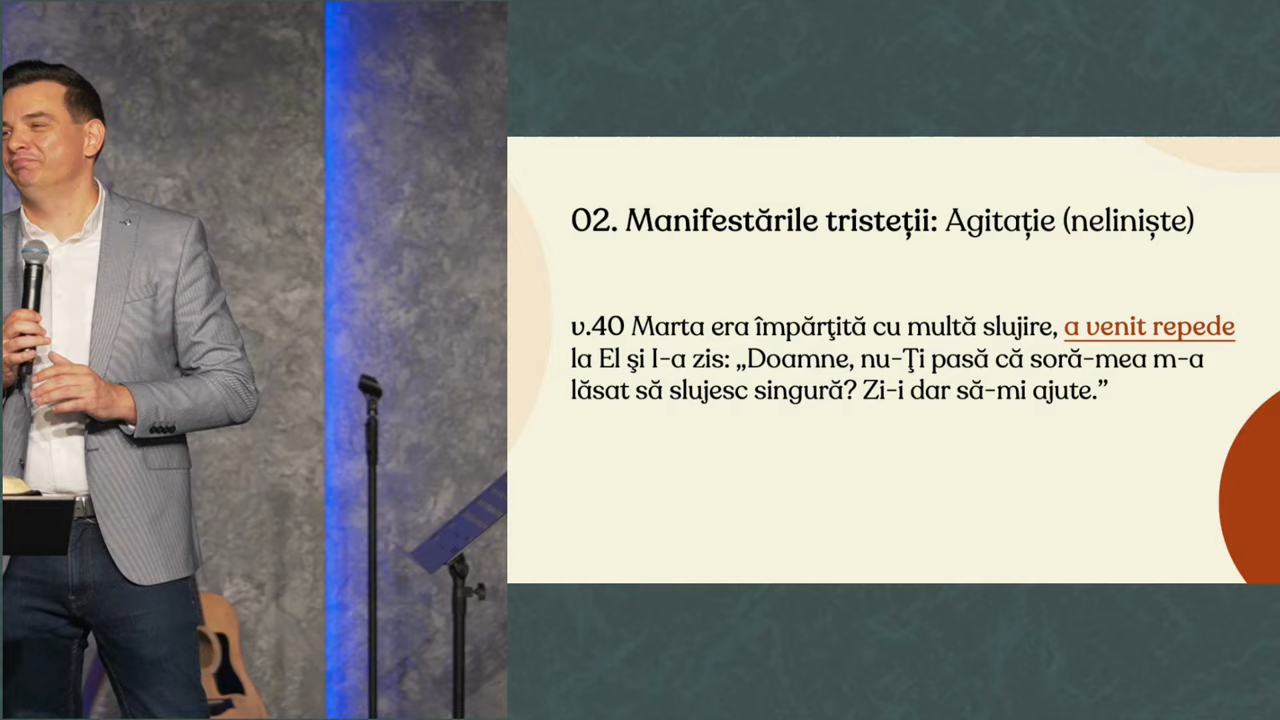 02. Manifestările tristeții: Agitație (neliniște)
v.40 Marta era împărţită cu multă slujire, a venit repede
la El şi I-a zis: „Doamne, nu-Ţi pasă că soră-mea m-a
lăsat să slujesc singură? Zi-i dar să-mi ajute.”